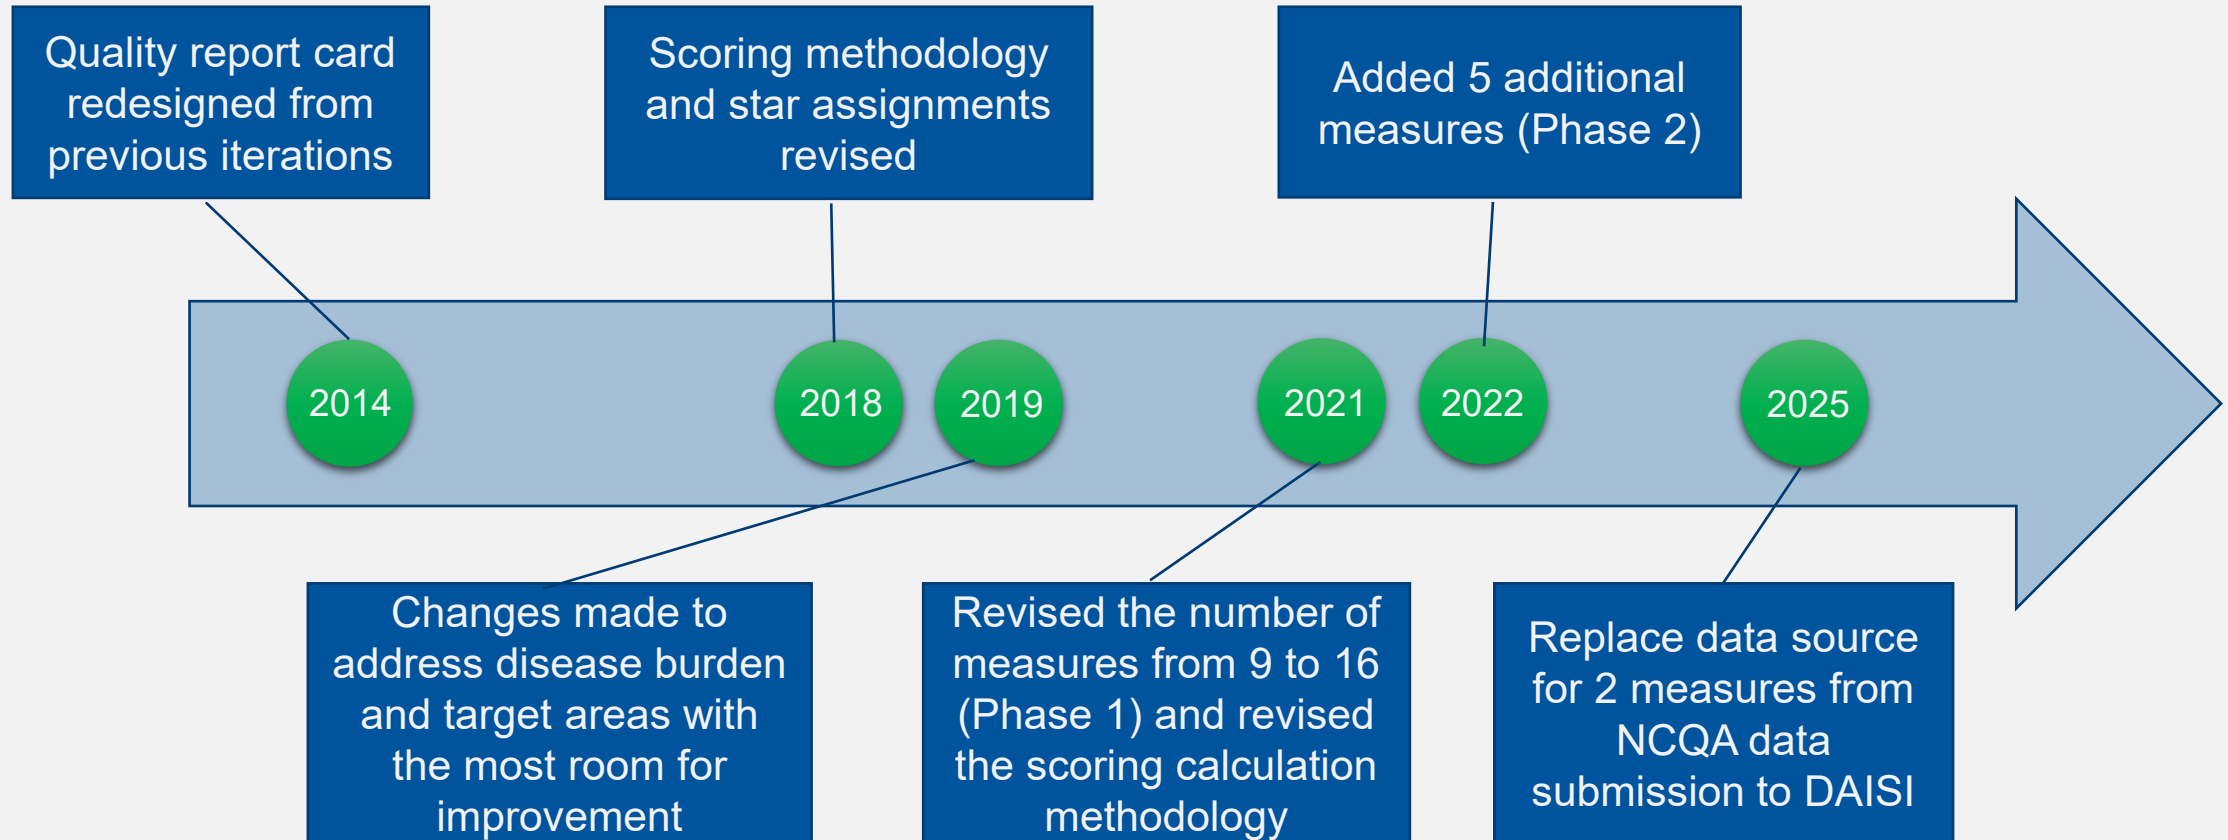 Quality report card
redesigned from
previous iterations
Scoring methodology
and star assignments
revised
Added 5 additional
measures (Phase 2)
2014
2018
2019
2021
2022
2025
Changes made to
address disease burden
and target areas with
the most room for
improvement
Revised the number of
measures from 9 to 16
(Phase 1) and revised
the scoring calculation
methodology
Replace data source
for 2 measures from
NCQA data
submission to DAISI